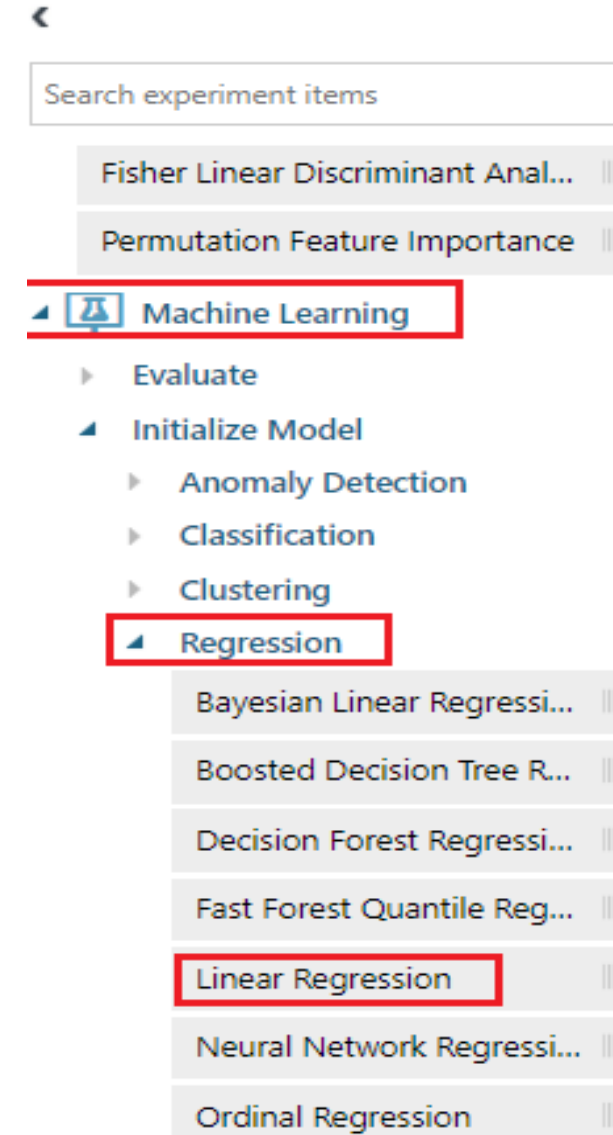 Search experiment items
Fisher Linear Discriminant Anal...
Permutation Feature Importance
Machine Learning
Evaluate
Initialize Model
Anomaly Detection
Classification
Clustering
Regression
Bayesian Linear Regressi...
Boosted Decision Tree R...
Decision Forest Regressi...
Fast Forest Quantile Reg...
Linear Regression
Neural Network Regressi...
Ordinal Regression